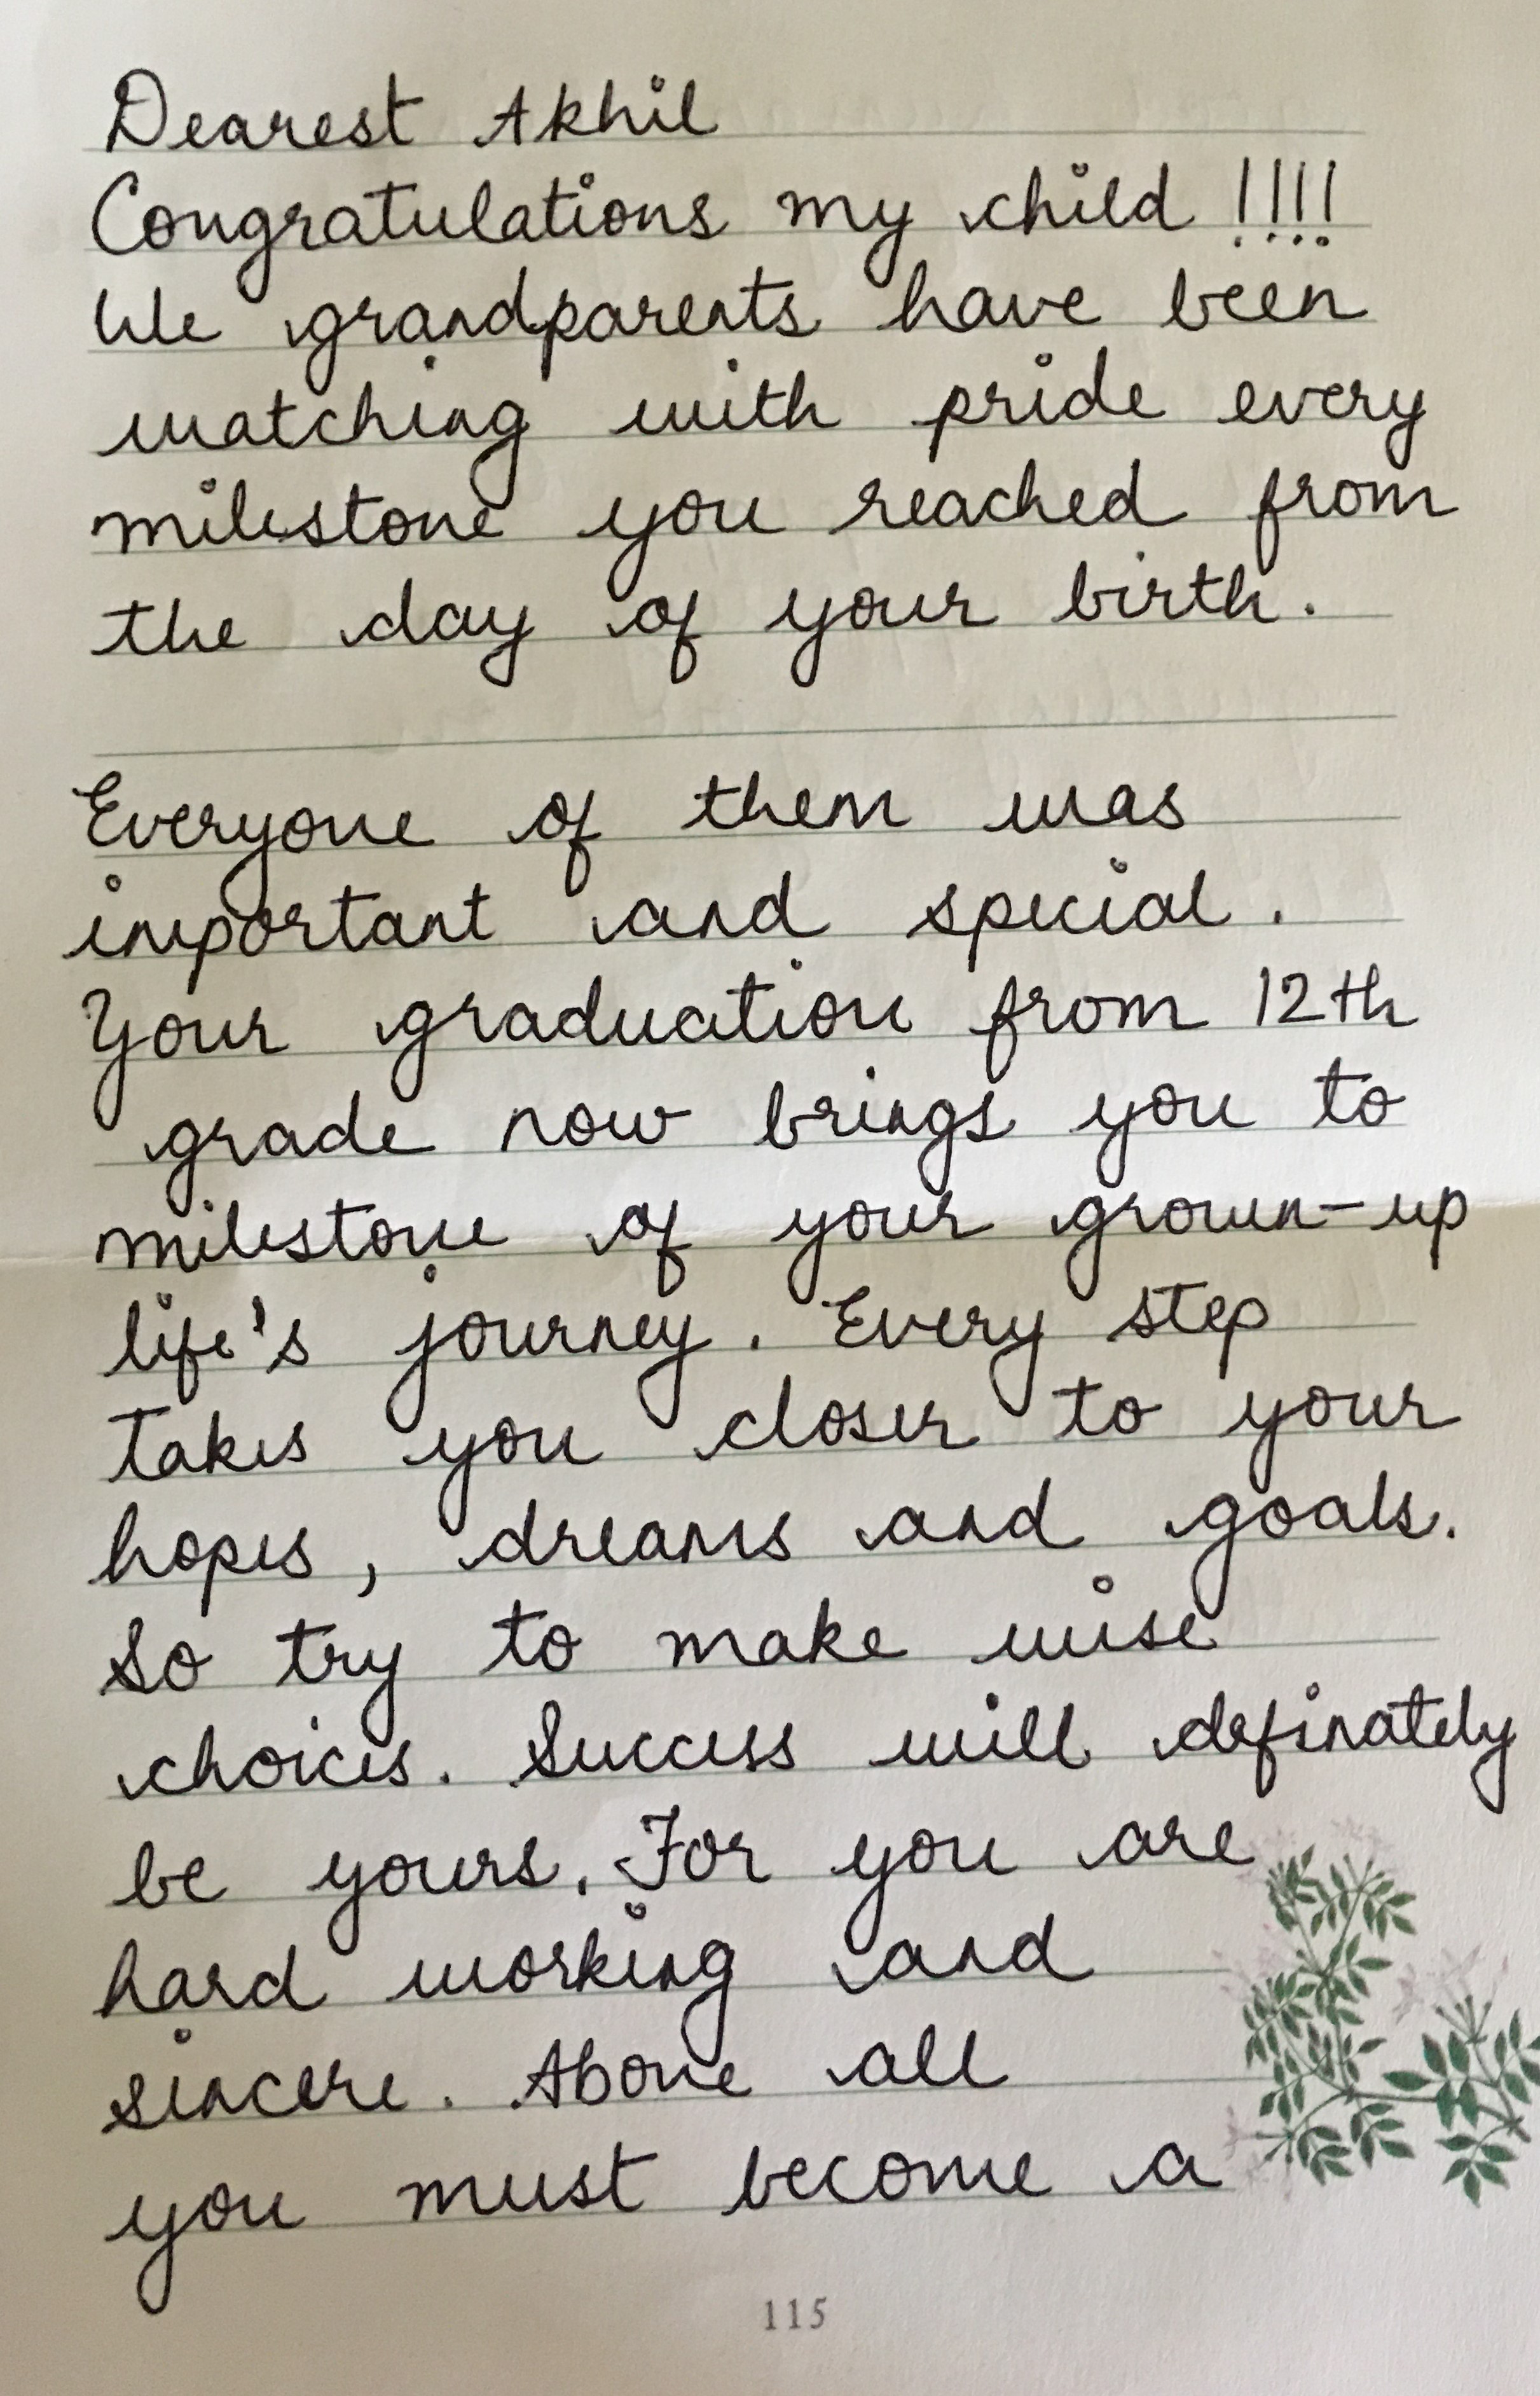 Dearest Akhil
Congratulations my child !!!!
We grandparents have been
watching with pride every
milestone you reached from
the day of your birth.
Everyone of them was
important and special.
Your graduation from 12th
grade now brings you to
milestone of your grown-up
life's journey. Every step
takes you closer to your
hopes, dreams and goals.
So try to make wise
choices. Success will definately
be yours. For you are
hard working and
sincere. Above all
you must become a
115